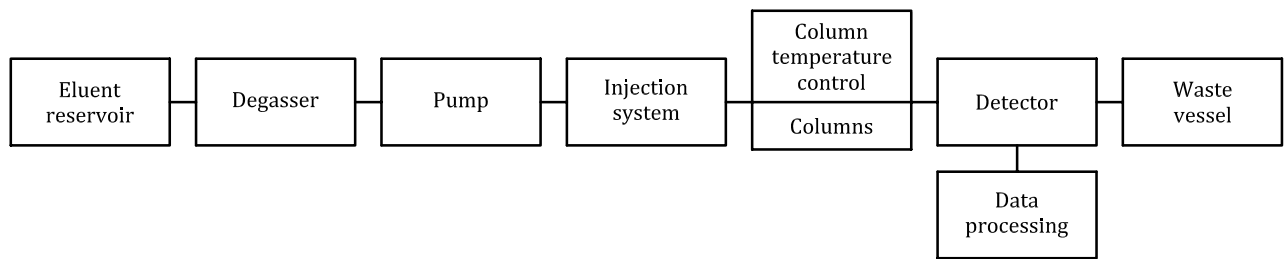 Eluent
reservoir
Degasser
Pump
Injection
system
Column
temperature
control
Columns
Detector
Waste
vessel
Data
processing